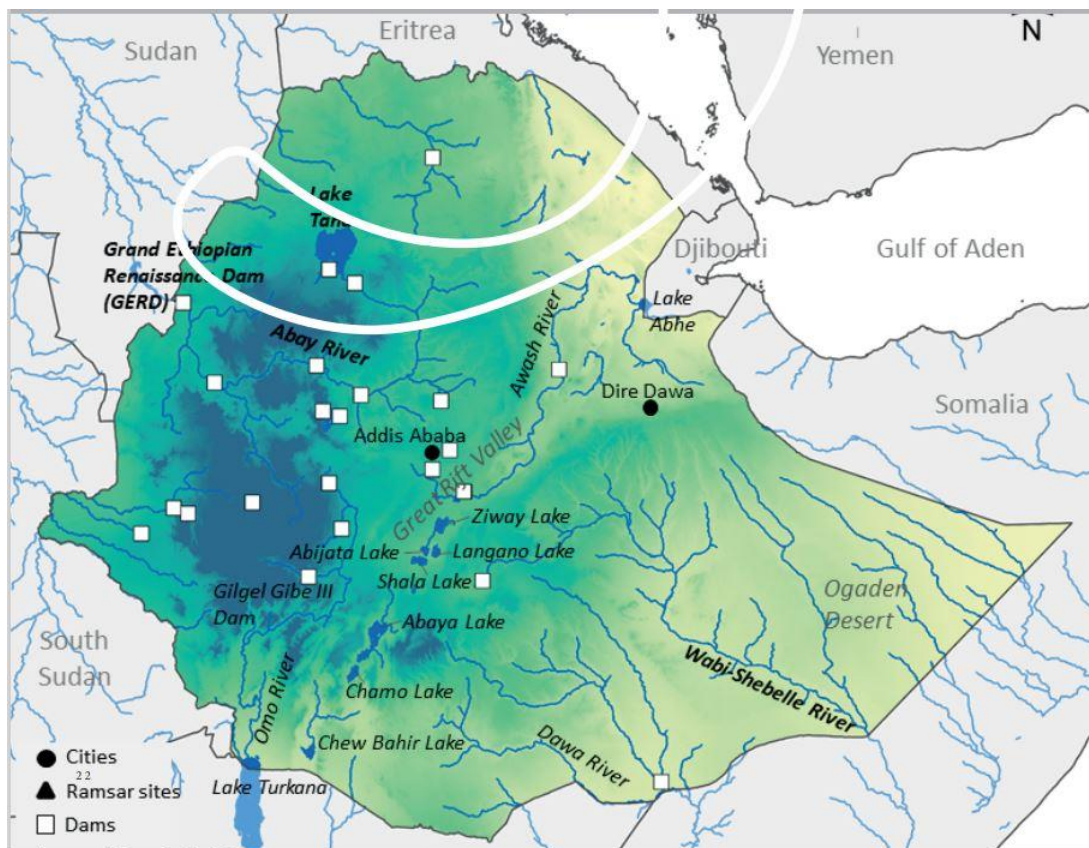 Sudan
Eritrea
Yemen
N
Lake
Tana
Grand Ethiopian
Renaissance Dam
(GERD)
Djibouti
Gulf of Aden
Lake
Abhe
Abay River
Awash River
Dire Dawa
Somalia
Addis Ababa
Great Rift Valley
Ziway Lake
Abijata Lake
Langano Lake
Shala Lake
Gilgel Gibe III
Dam
Ogaden
Desert
Abaya Lake
South
Sudan
Wabi-Shebelle River
Chamo Lake
Omo River
Chew Bahir Lake
Dawa River
Lake Turkana
Cities
22
Ramsar sites
Dams